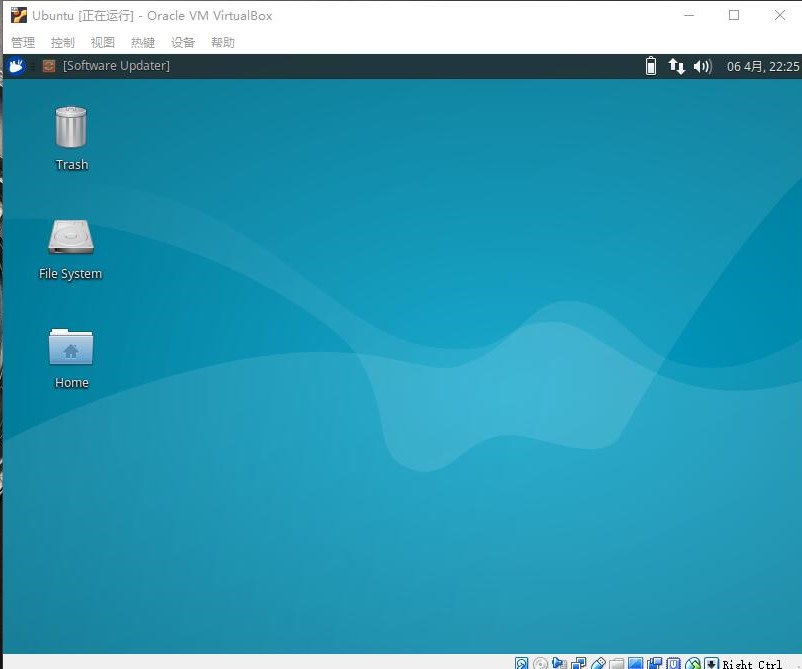 Ubuntu [正在运行] - Oracle VM VirtualBox
管理 控制 视图 热键 设备 帮助
[Software Updater] 06 4月, 22:25
Trash
File System
Home
Right Ctrl